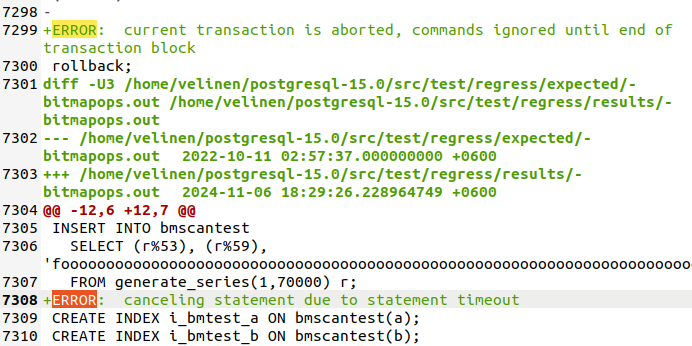 7298 -
7299 +ERROR:  current transaction is aborted, commands ignored until end of
transaction block
7300  rollback;
7301 diff -U3 /home/velinen/postgresql-15.0/src/test/regress/expected/-
bitmapops.out /home/velinen/postgresql-15.0/src/test/regress/results/-
bitmapops.out
7302 --- /home/velinen/postgresql-15.0/src/test/regress/expected/-
bitmapops.out  2022-10-11 02:57:37.000000000 +0600
7303 +++ /home/velinen/postgresql-15.0/src/test/regress/results/-
bitmapops.out  2024-11-06 18:29:26.228964749 +0600
7304 @@ -12,6 +12,7 @@
7305  INSERT INTO bmscantest
7306    SELECT (r%53), (r%59),
7307    FROM generate_series(1,70000) r;
7308 +ERROR:  canceling statement due to statement timeout
7309  CREATE INDEX i_bmtest_a ON bmscantest(a);
7310  CREATE INDEX i_bmtest_b ON bmscantest(b);